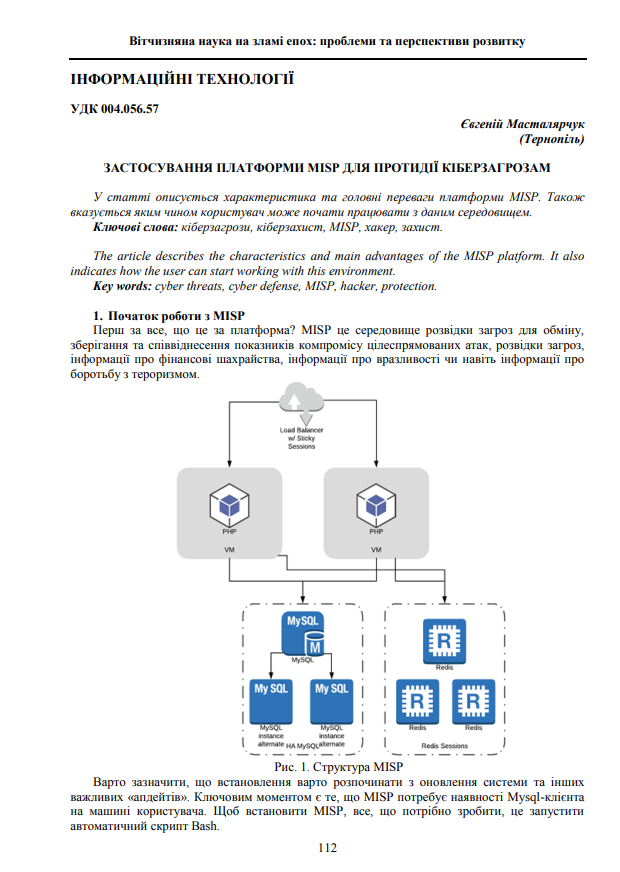 Вітчизняна наука на зламі епох: проблеми та перспективи розвитку
ІНФОРМАЦІЙНІ ТЕХНОЛОГІЇ
УДК 004.056.57
Євгеній Масталярчук
(Тернопіль)
ЗАСТОСУВАННЯ ПЛАТФОРМИ MISP ДЛЯ ПРОТИДІЇ КІБЕРЗАГРОЗАМ
У статті описується характеристика та головні переваги платформи MISP. Також
вказується яким чином користувач може почати працювати з даним середовищем.
Ключові слова: кіберзагрози, кіберзахист, MISP, хакер, захист.
The article describes the characteristics and main advantages of the MISP platform. It also
indicates how the user can start working with this environment.
Key words: cyber threats, cyber defense, MISP, hacker, protection.
1. Початок роботи з MISP
Перш за все, що це за платформа? MISP це середовище розвідки загроз для обміну,
зберігання та співвіднесення показників компромісу цілеспрямованих атак, розвідки загроз,
інформації про фінансові шахрайства, інформації про вразливості чи навіть інформації про
боротьбу з тероризмом.
Load Balancer
w/ Sticky
Sessions
PHP
VM
PHP
VM
MySQL
M
MySQL
My SQL
My SQL
MySQL
instance
alternate
MySQL
instance
alternate
HA MySQL
R
Redis
R
R
Redis
Redis
Redis Sessions
Рис. 1. Структура MISP
Варто зазначити, що встановлення варто розпочинати з оновлення системи та інших
важливих «апдейтів». Ключовим моментом є те, що MISP потребує наявності Mysql-клієнта
на машині користувача. Щоб встановити MISP, все, що потрібно зробити, це запустити
автоматичний скрипт Bash.
112